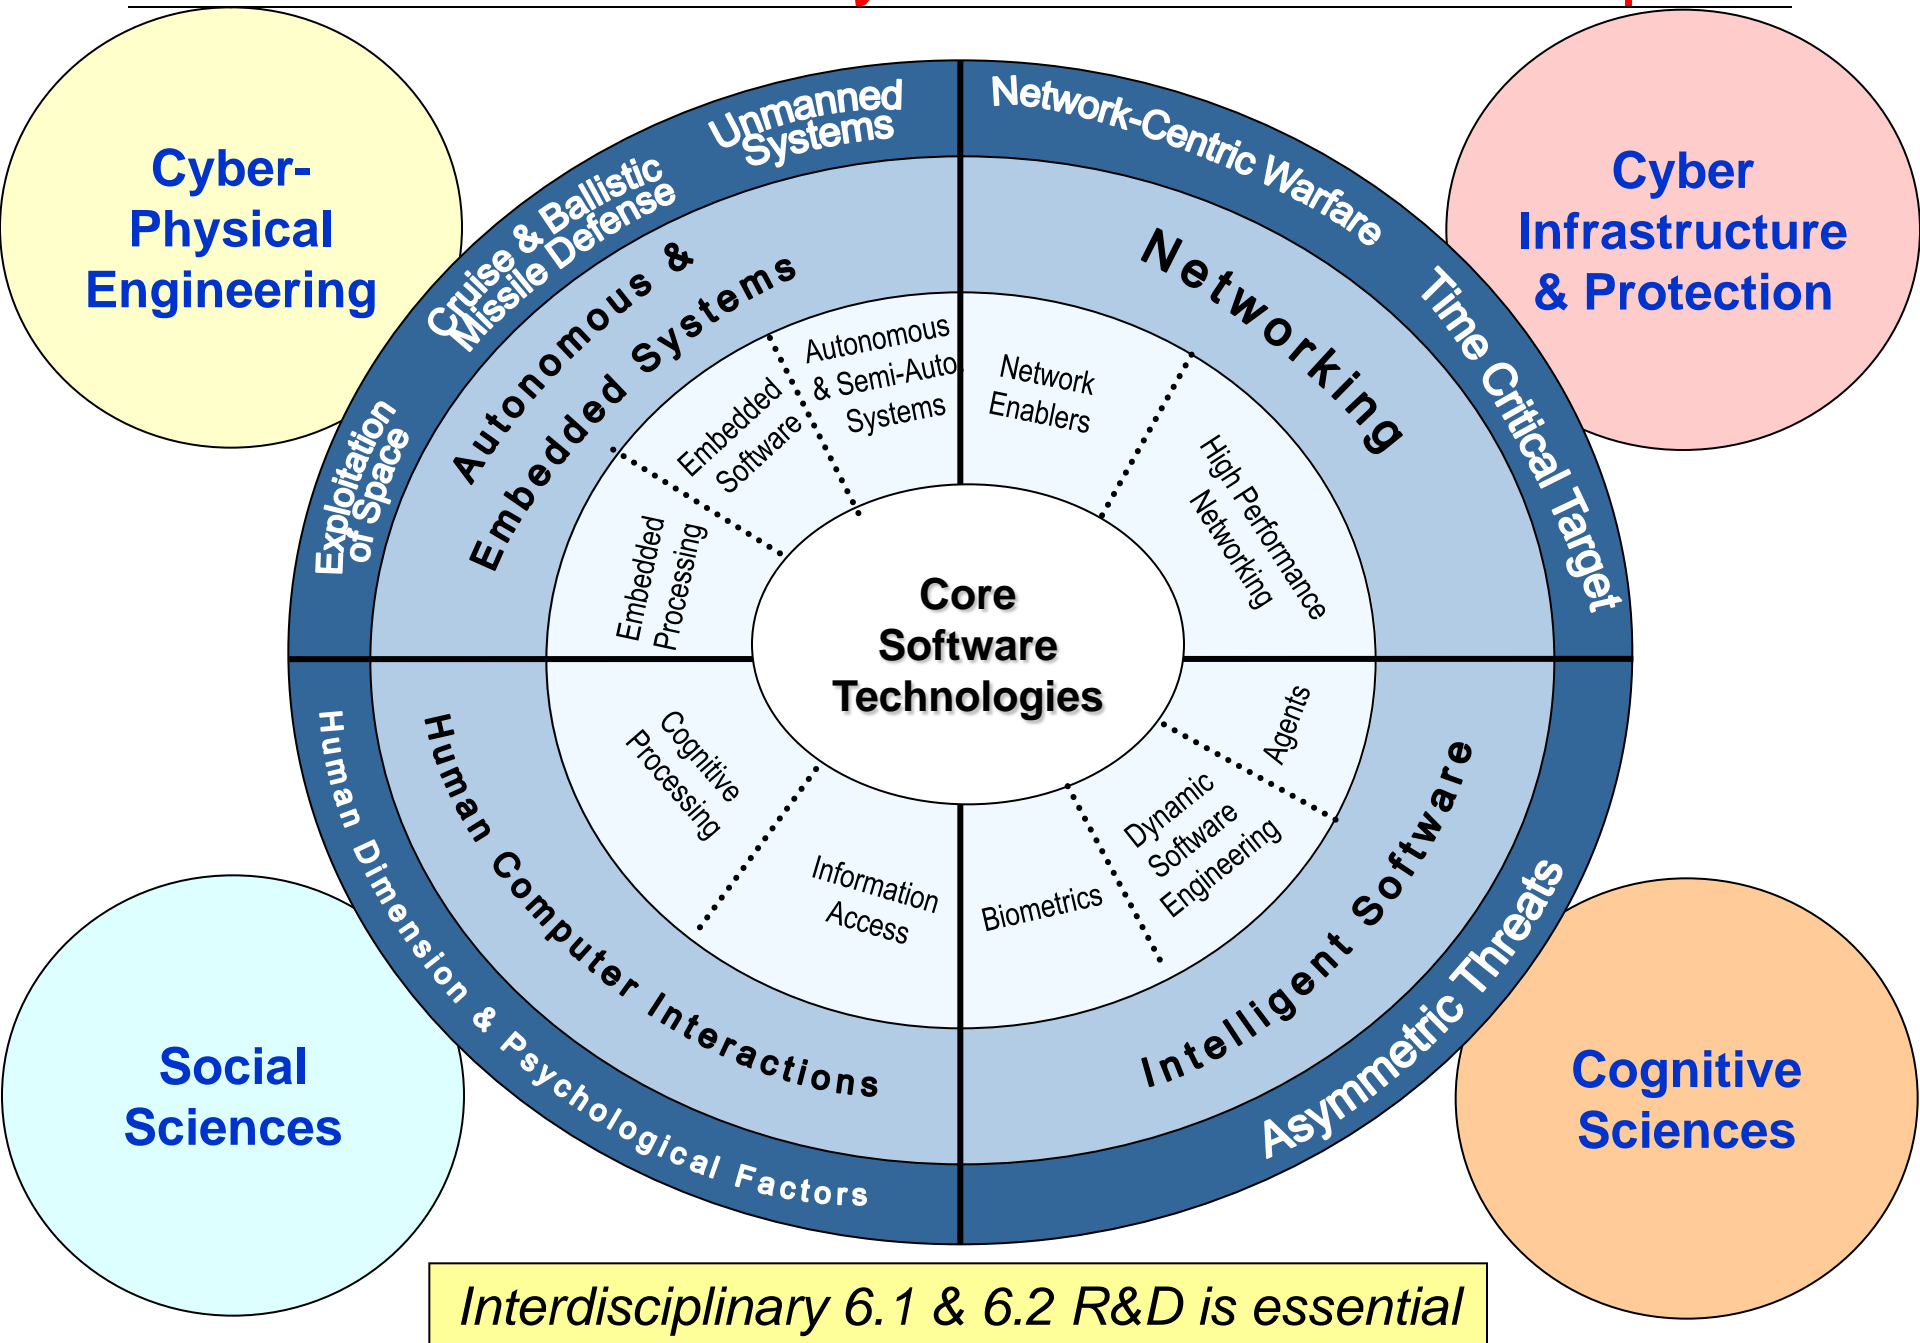 Cyber-
Physical
Engineering
Cyber
Infrastructure
& Protection
Unmanned
Systems
Cruise & Ballistic
Missile Defense
Exploitation
of Space
Network-Centric Warfare
Time Critical Target
Autonomous &
Embedded Systems
Networking
Embedded
Processing
Embedded
Software
Autonomous
& Semi-Auto.
Systems
Network
Enablers
High Performance
Networking
Core
Software
Technologies
Cognitive
Processing
Information
Access
Biometrics
Dynamic
Software
Engineering
Agents
Human Computer Interactions
Intelligent Software
Human Dimension & Psychological Factors
Asymmetric Threats
Social
Sciences
Cognitive
Sciences
Interdisciplinary 6.1 & 6.2 R&D is essential